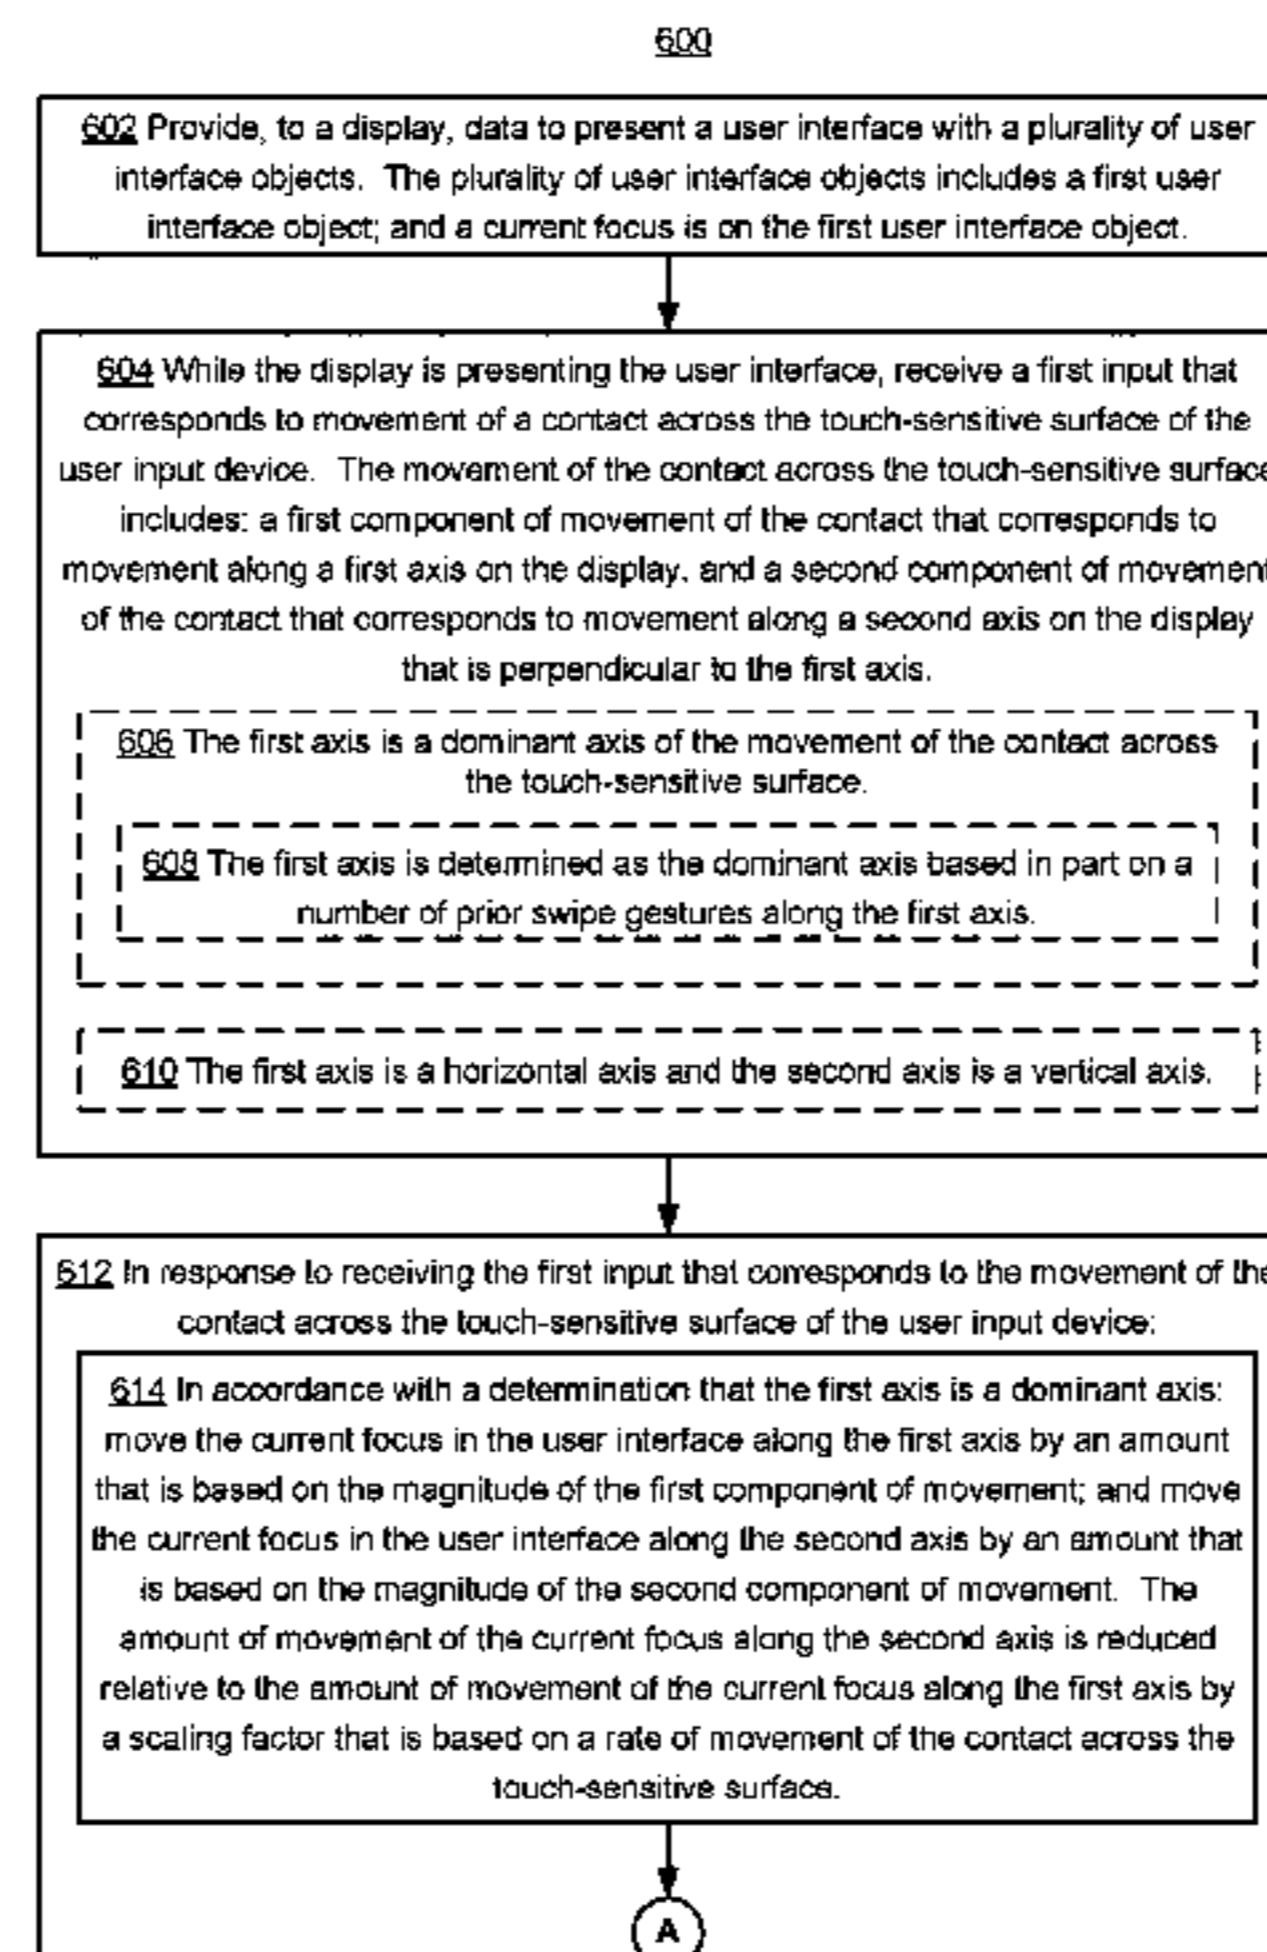 600
602 Provide, to a display, data to present a user interface with a plurality of user
interface objects. The plurality of user interface objects includes a first user
interface object; and a current focus is on the first user interface object.
604 While the display is presenting the user interface, receive a first input that
corresponds to movement of a contact across the touch-sensitive surface of the
user input device. The movement of the contact across the touch-sensitive surface
includes: a first component of movement of the contact that corresponds to
movement along a first axis on the display, and a second component of movement
of the contact that corresponds to movement along a second axis on the display
that is perpendicular to the first axis.
606 The first axis is a dominant axis of the movement of the contact across
the touch-sensitive surface.
608 The first axis is determined as the dominant axis based in part on a
number of prior swipe gestures along the first axis.
610 The first axis is a horizontal axis and the second axis is a vertical axis.
612 In response to receiving the first input that corresponds to the movement of the
contact across the touch-sensitive surface of the user input device:
614 In accordance with a determination that the first axis is a dominant axis:
move the current focus in the user interface along the first axis by an amount
that is based on the magnitude of the first component of movement; and move
the current focus in the user interface along the second axis by an amount that
is based on the magnitude of the second component of movement. The
amount of movement of the current focus along the second axis is reduced
relative to the amount of movement of the current focus along the first axis by
a scaling factor that is based on a rate of movement of the contact across the
touch-sensitive surface.
A